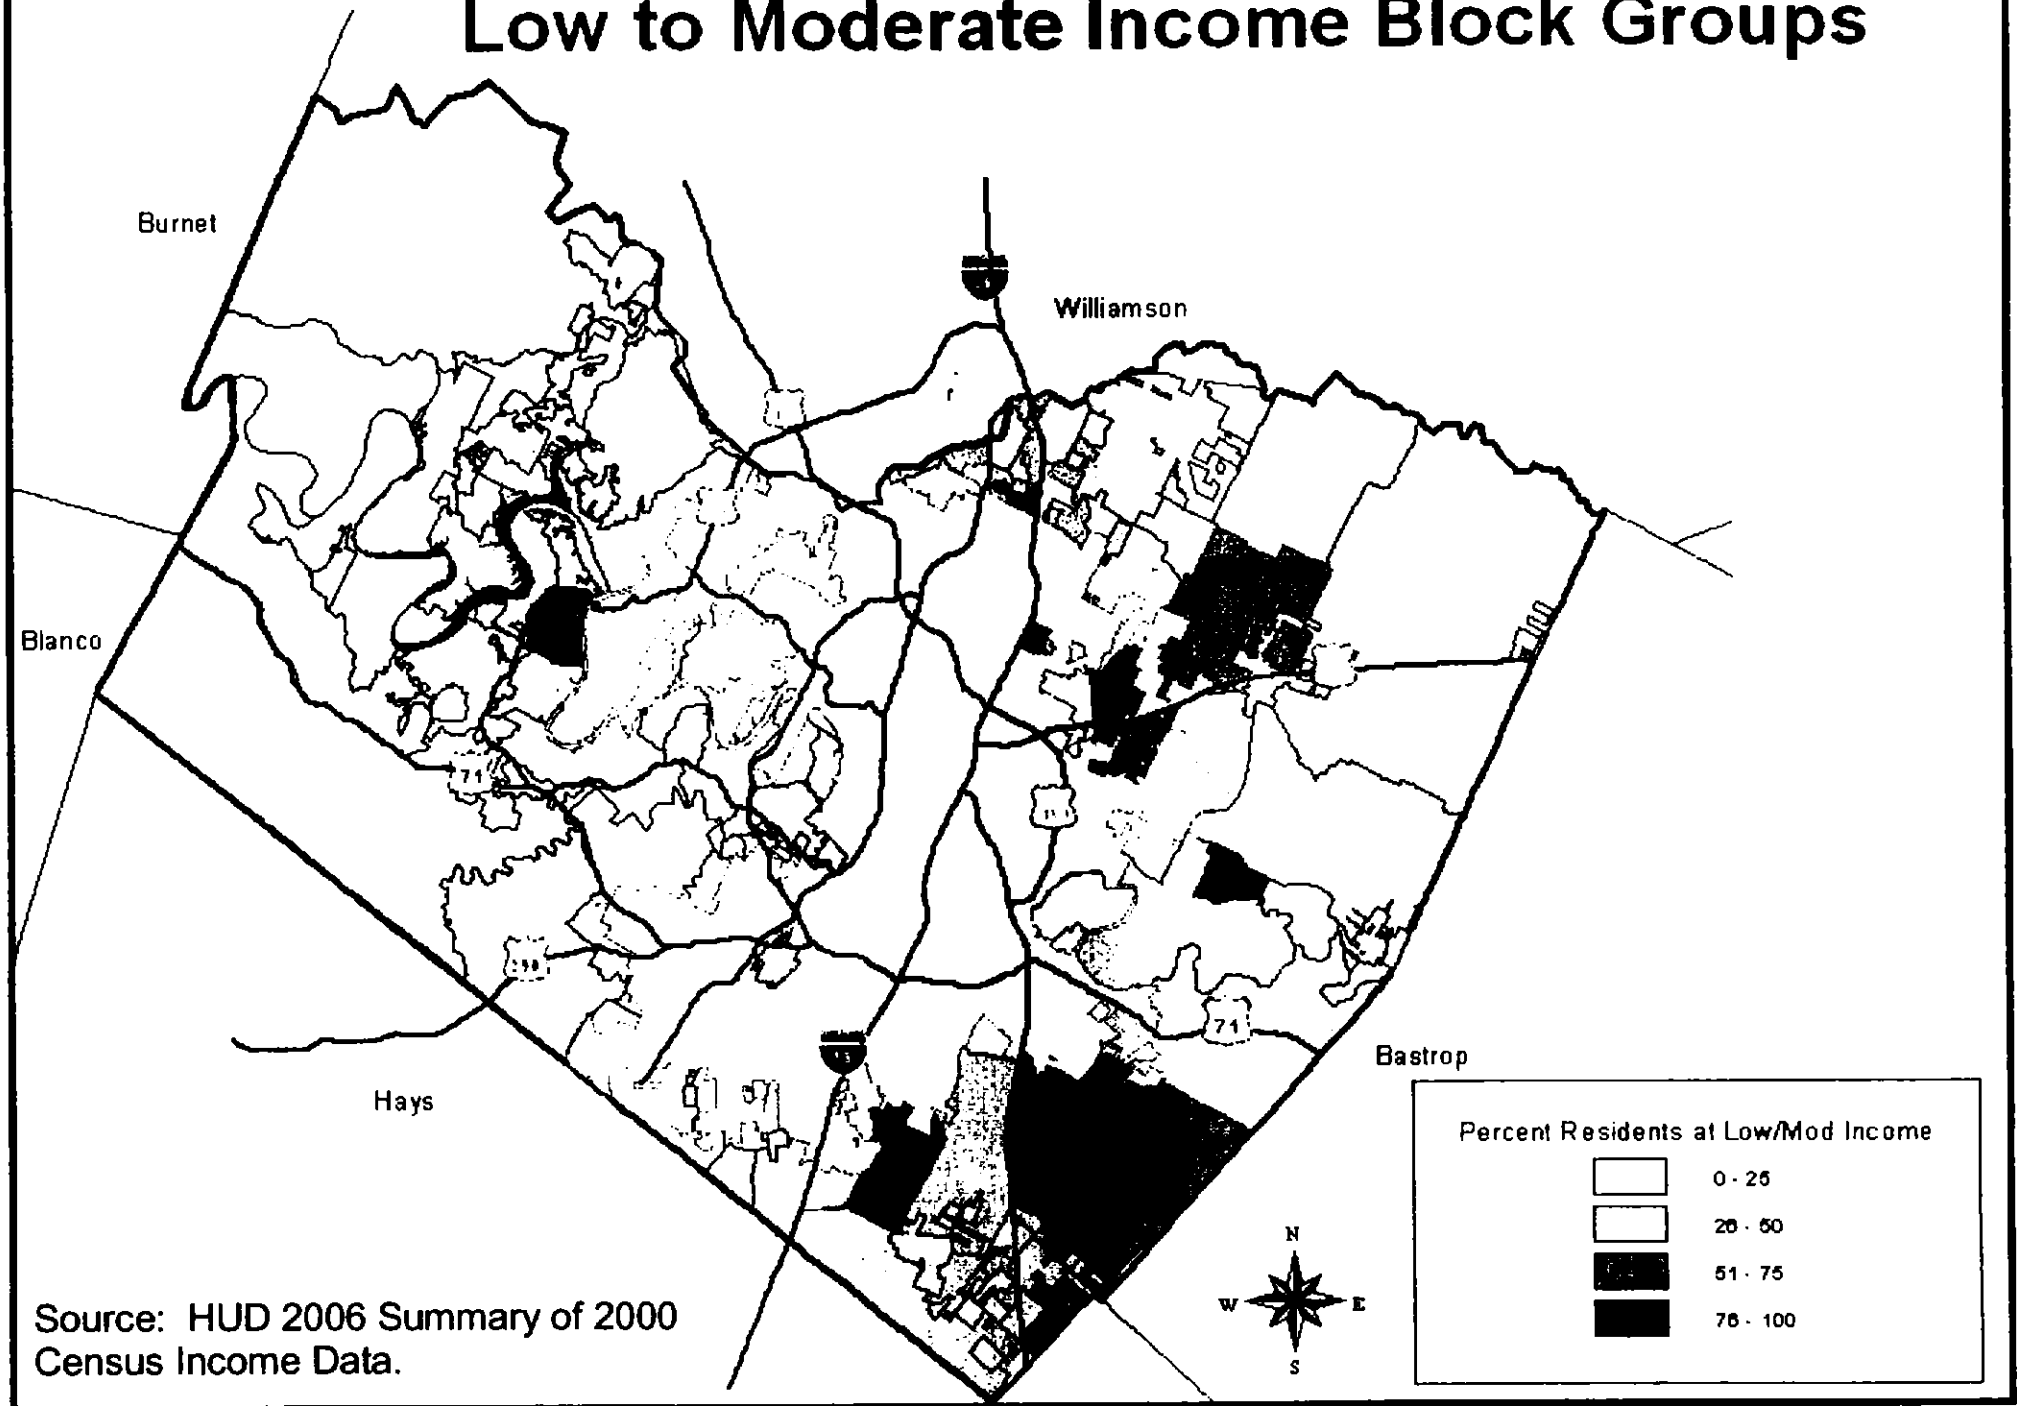 Low to Moderate Income Block Groups
Burnet
Williamson
Blanco
71
290
71
Bastrop
Hays
Percent Residents at Low/Mod Income
0 - 25
26 - 50
51 - 75
76 - 100
N
W
E
S
Source: HUD 2006 Summary of 2000
Census Income Data.